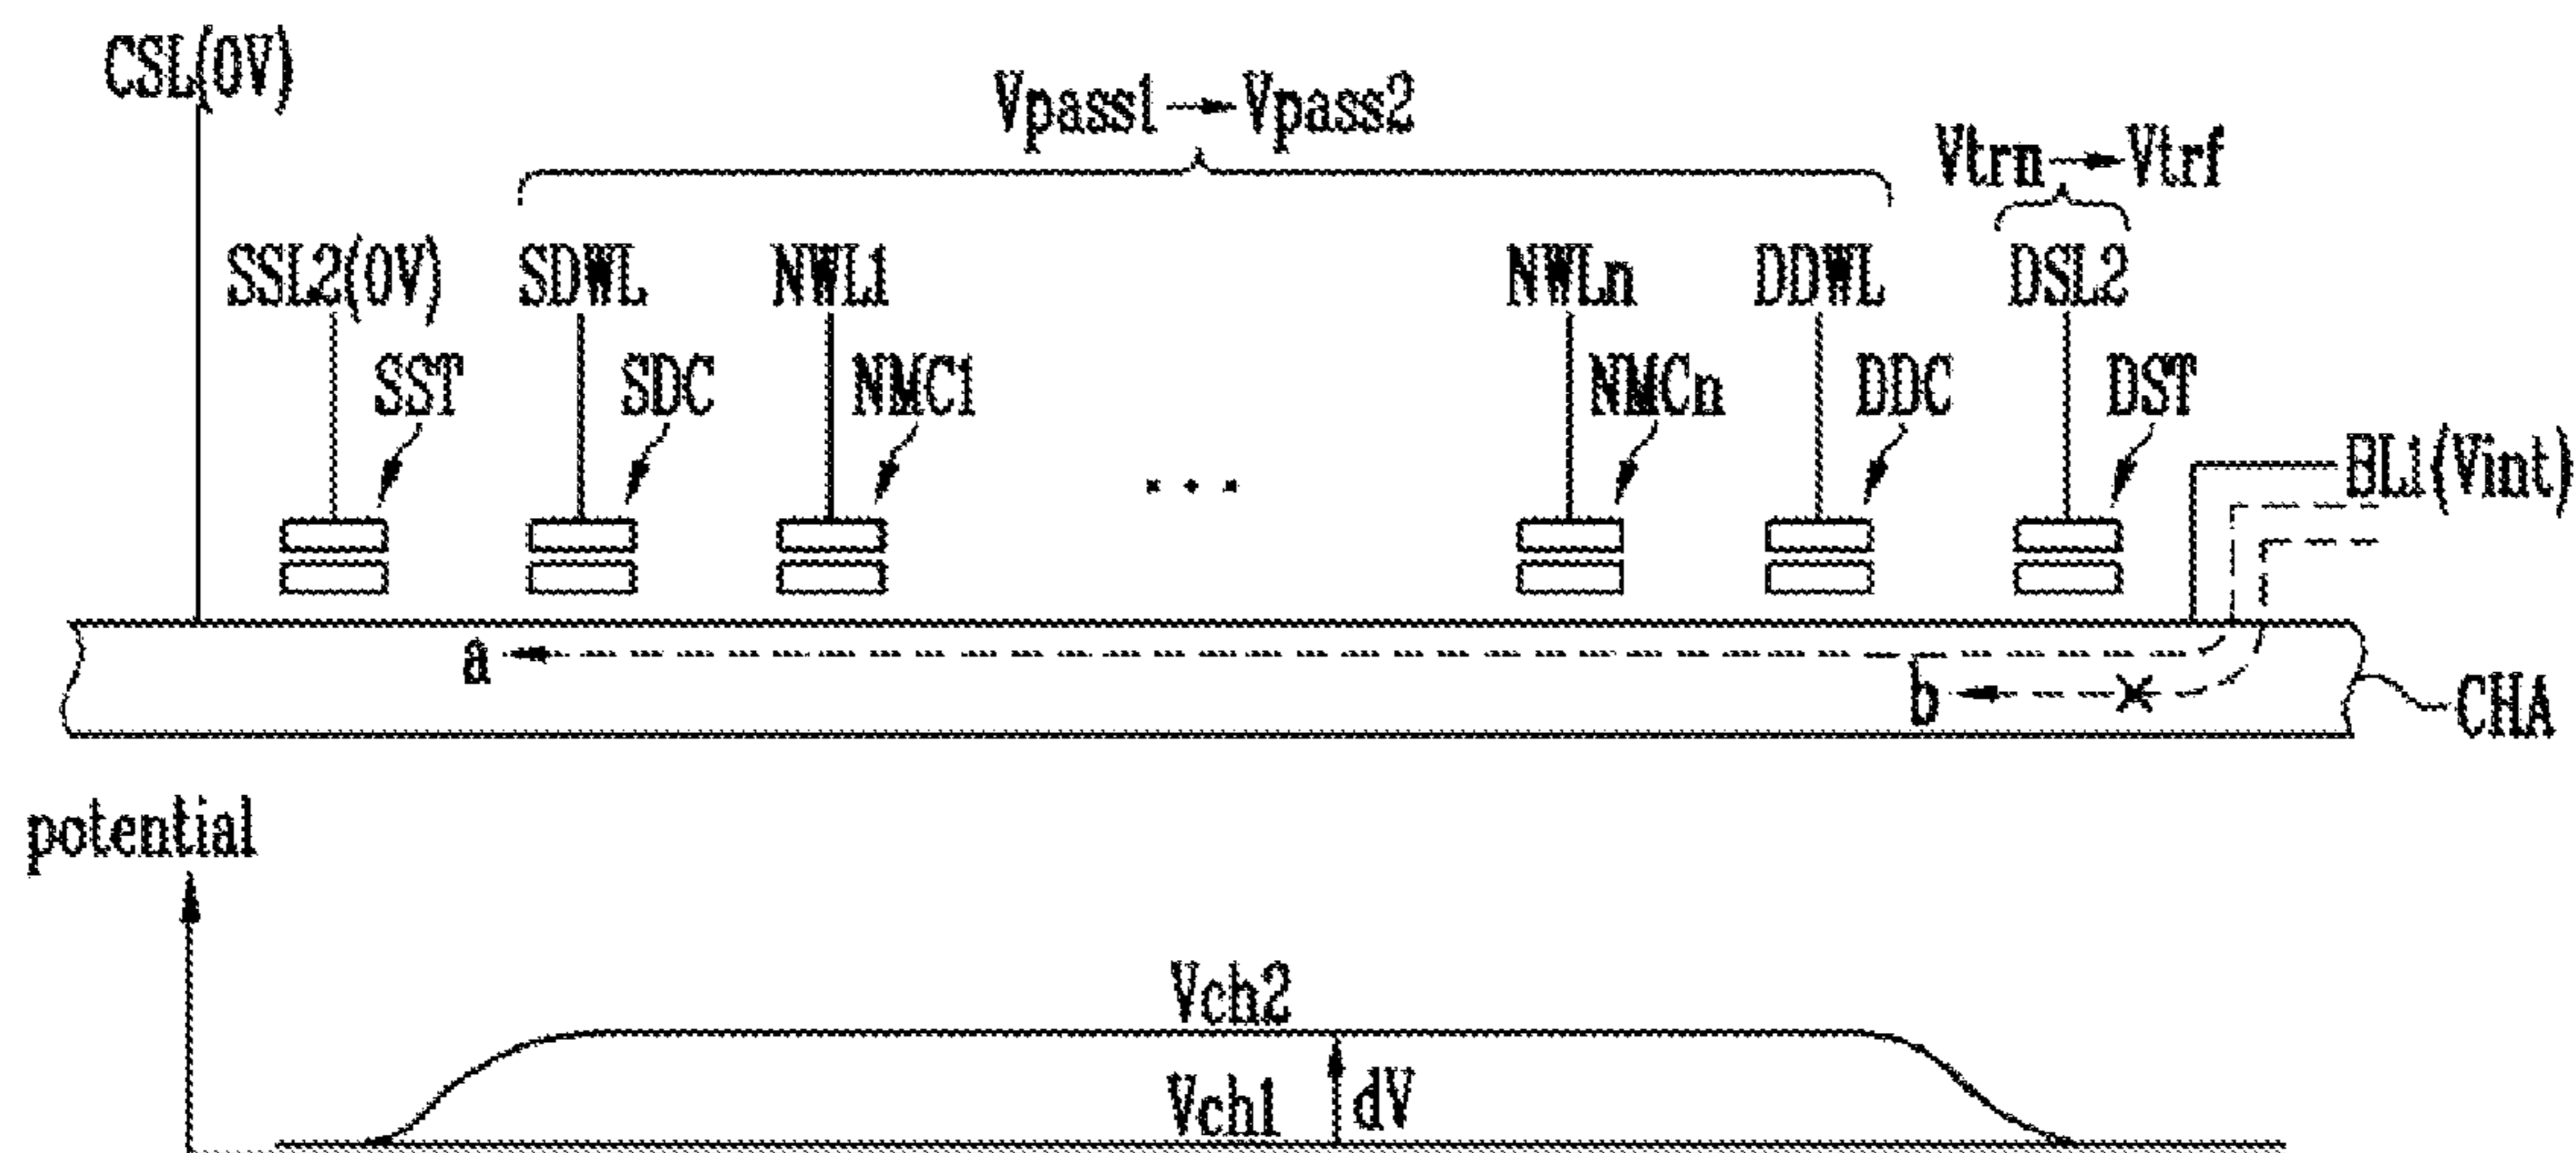 CSL(0V)
Vpass1 Vpass2
Vtrn Vtrf
SSL2(0V) SDWL NWL1 NWLn DDWL DSL2
SST SDC NMC1 NMCn DDC DST
BL1(Vint)
...
a
b
CHA
potential
Vch2
Vch1 dV